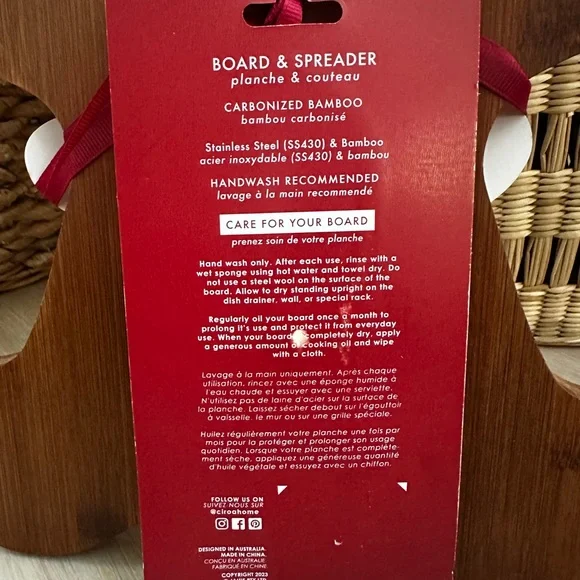 BOARD & SPREADER
planche & couteau
CARBONIZED BAMBOO
bambou carbonisé
Stainless Steel (SS430) & Bamboo
acier inoxydable (SS430) & bambou
HANDWASH RECOMMENDED
lavage à la main recommendé
CARE FOR YOUR BOARD
prenez soin de votre planche
Hand wash only. After each use, rinse with a
wet sponge using hot water and towel dry. Do
not use a steel wool on the surface of the
board. Allow to dry standing upright on the
dish drainer, wall, or special rack.
Regularly oil your board once a month to
prolong it's use and protect it from everyday
use. When your board completely dry, apply
a generous amount of cooking oil and wipe
with a cloth.
Lavage à la main uniquement. Après chaque
utilisation, rincez avec une éponge humide à
l'eau chaude et essuyez avec une serviette.
N'utilisez pas de laine d'acier sur la surface de
la planche. Laissez sécher debout sur l'égouttoir
à vaisselle, le mur ou sur une grille spéciale.
Huilez régulièrement votre planche une fois par
mois pour la protéger et prolonger son usage
quotidien. Lorsque votre planche est complète-
ment sèche, appliquez une généreuse quantité
d'huile végétale et essuyez avec un chiffon.
FOLLOW US ON
SUIVEZ NOUS SUR
@ciroahome
DESIGNED IN AUSTRALIA.
MADE IN CHINA.
CONÇU EN AUSTRALIE.
FABRIQUE EN CHINE.
COPYRIGHT 2023
PTY LTD